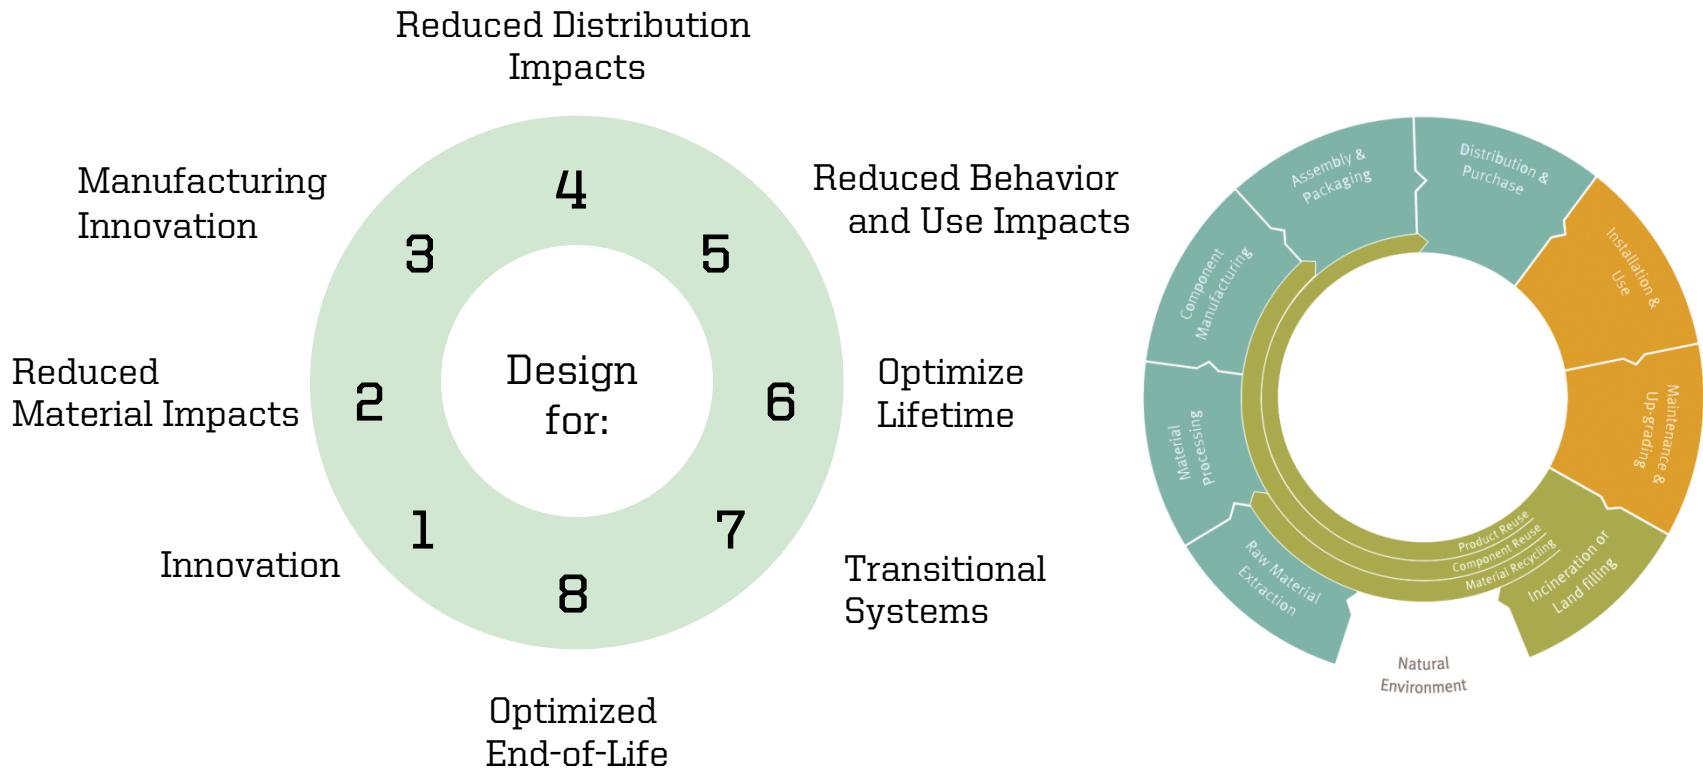 Reduced Distribution
Impacts
Manufacturing
Innovation
Reduced Behavior
and Use Impacts
Reduced
Material Impacts
Optimize
Lifetime
Innovation
Transitional
Systems
Optimized
End-of-Life
Design
for:
1
2
3
4
5
6
7
8
Raw Material
Extraction
Material
Processing
Component
Manufacturing
Assembly &
Packaging
Distribution &
Purchase
Installation &
Use
Maintenance &
Up-grading
Incineration or
Land filling
Product Reuse
Component Reuse
Material Recycling
Natural
Environment